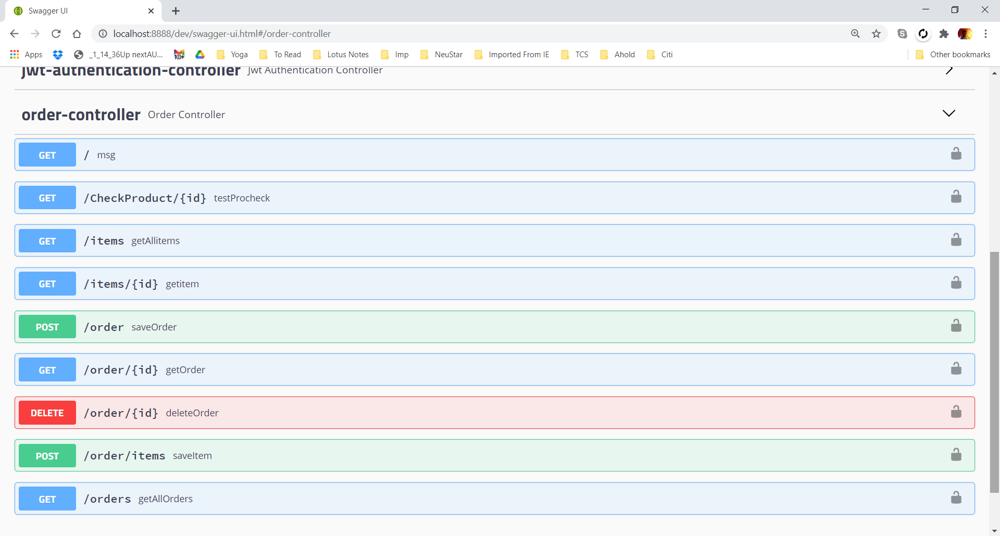 Swagger UI
localhost:8888/dev/swagger-ui.html#/order-controller
Apps _1_14_36Up nextAU... 100+ Yoga To Read Lotus Notes Imp NeuStar Imported From IE TCS Ahold Citi Other bookmarks
jwt-authentication-controller Jwt Authentication Controller
order-controller Order Controller
GET / msg
GET /CheckProduct/{id} testProcheck
GET /items getAllitems
GET /items/{id} getitem
POST /order saveOrder
GET /order/{id} getOrder
DELETE /order/{id} deleteOrder
POST /order/items saveItem
GET /orders getAllOrders